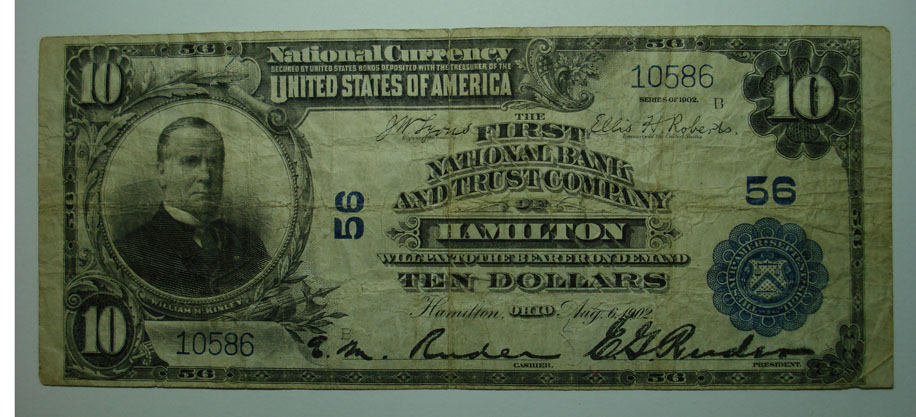 56 56
10 National Currency 10586 10
SECURED BY UNITED STATES BONDS DEPOSITED WITH THE TREASURER OF THE
UNITED STATES OF AMERICA
SERIES OF 1902. B
THE
J W Lyons FIRST Ellis H. Roberts.
NATIONAL BANK
AND TRUST COMPANY
56 OF 56
HAMILTON
WILL PAY TO THE BEARER ON DEMAND
TEN DOLLARS
WILLIAM McKINLEY
Hamilton, OHIO Aug. 6, 1902
10 10586 B
CASHIER. PRESIDENT.
56 56
56
56